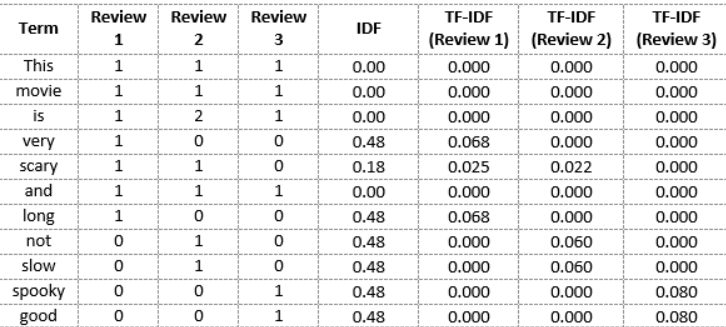 Term Review 1 Review 2 Review 3 IDF TF-IDF (Review 1) TF-IDF (Review 2) TF-IDF (Review 3)
This 1 1 1 0.00 0.000 0.000 0.000
movie 1 1 1 0.00 0.000 0.000 0.000
is 1 2 1 0.00 0.000 0.000 0.000
very 1 0 0 0.48 0.068 0.000 0.000
scary 1 1 0 0.18 0.025 0.022 0.000
and 1 1 1 0.00 0.000 0.000 0.000
long 1 0 0 0.48 0.068 0.000 0.000
not 0 1 0 0.48 0.000 0.060 0.000
slow 0 1 0 0.48 0.000 0.060 0.000
spooky 0 0 1 0.48 0.000 0.000 0.080
good 0 0 1 0.48 0.000 0.000 0.080